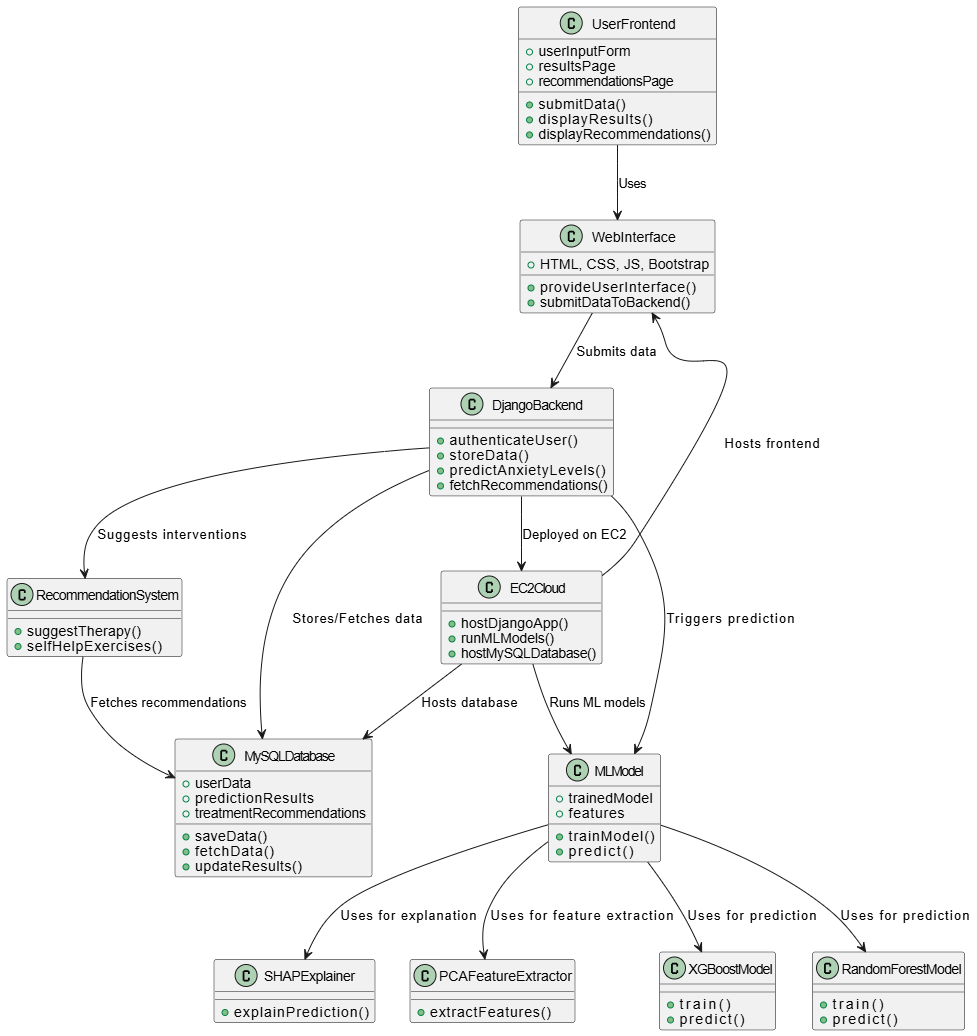 C UserFrontend
userInputForm
resultsPage
recommendationsPage
submitData()
displayResults()
displayRecommendations()
Uses
C WebInterface
HTML, CSS, JS, Bootstrap
provideUserInterface()
submitDataToBackend()
Submits data
C DjangoBackend
authenticateUser()
storeData()
predictAnxietyLevels()
fetchRecommendations()
Hosts frontend
Suggests interventions
Deployed on EC2
C RecommendationSystem
suggestTherapy()
selfHelpExercises()
Stores/Fetches data
C EC2Cloud
hostDjangoApp()
runMLModels()
hostMySQLDatabase()
Triggers prediction
Fetches recommendations
Hosts database
Runs ML models
C MySQLDatabase
userData
predictionResults
treatmentRecommendations
saveData()
fetchData()
updateResults()
C MLModel
trainedModel
features
trainModel()
predict()
Uses for explanation
Uses for feature extraction
Uses for prediction
Uses for prediction
C SHAPExplainer
explainPrediction()
C PCAFeatureExtractor
extractFeatures()
C XGBoostModel
train()
predict()
C RandomForestModel
train()
predict()